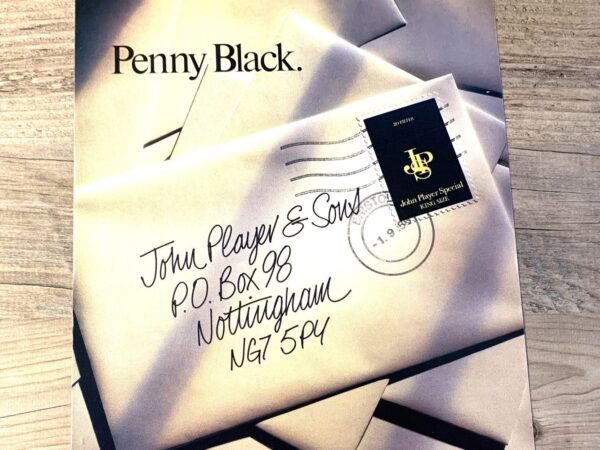 Penny Black.
JPS
John Player Special
KING SIZE
John Player & Sons
P.O. Box 98
Nottingham
NG7 5PY